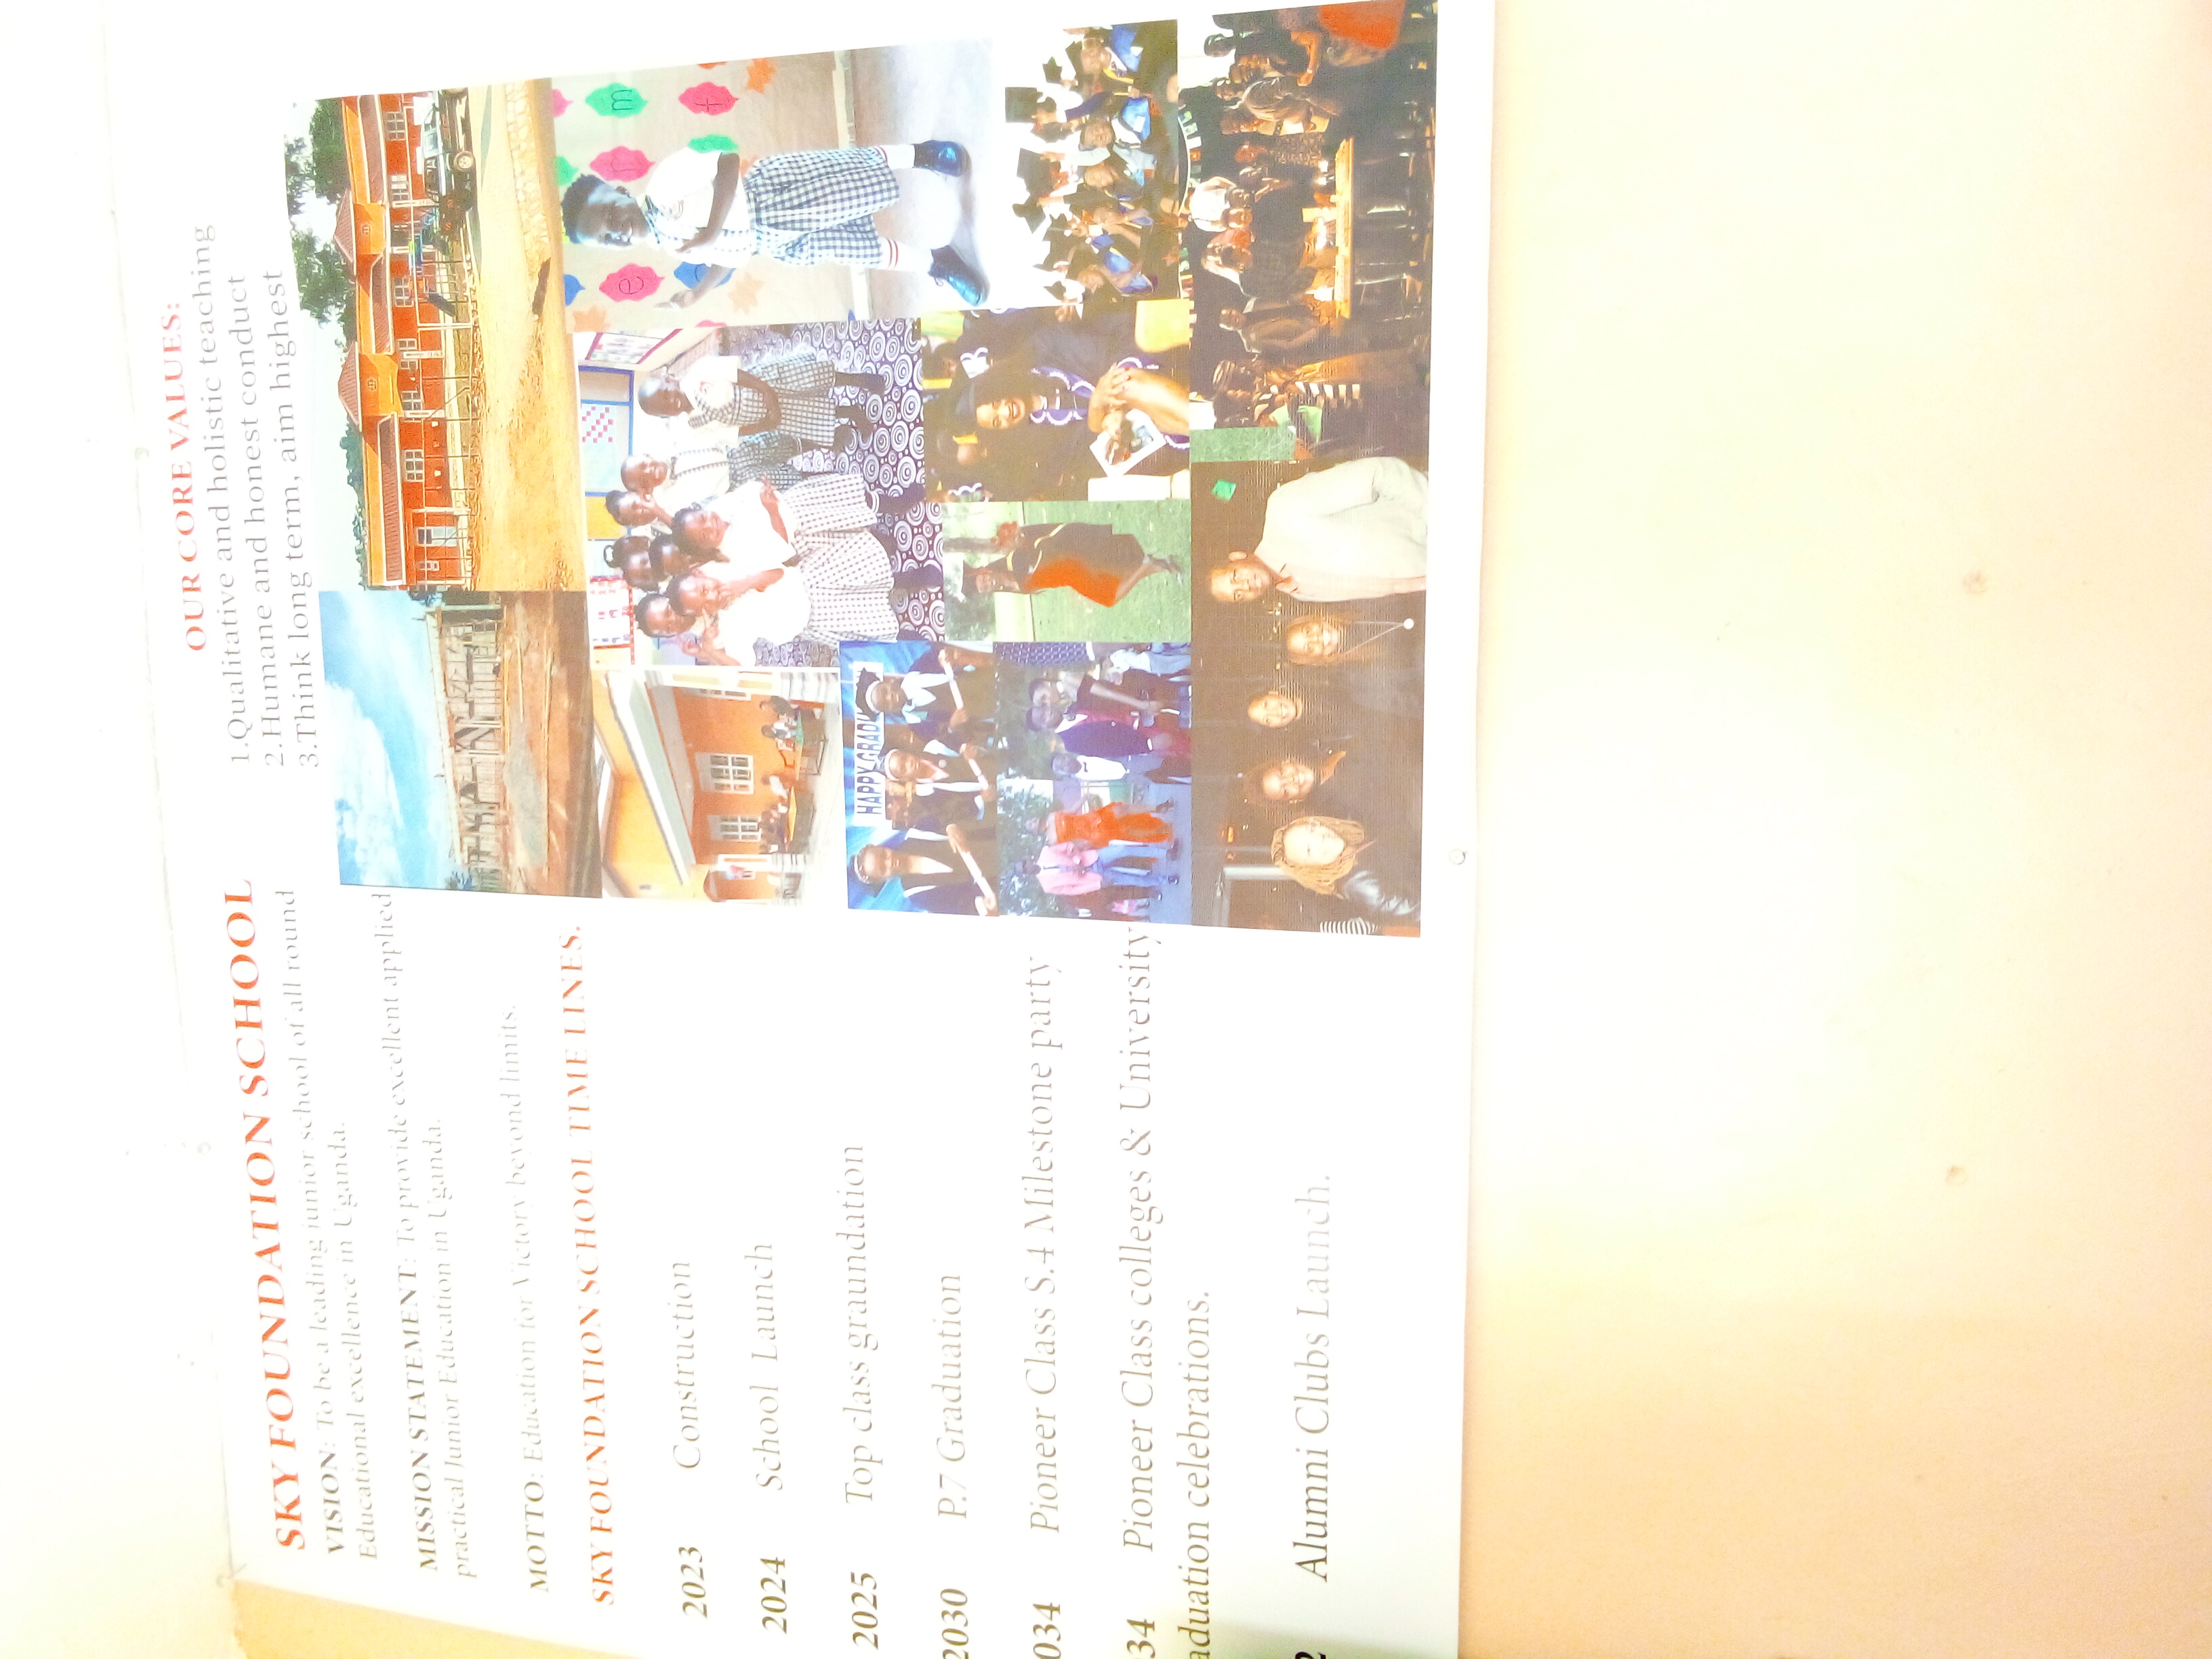 SKY FOUNDATION SCHOOL
VISION: To be a leading junior school of all round
Educational excellence in Uganda.
MISSION STATEMENT: To provide excellent applied
practical Junior Education in Uganda.
MOTTO: Education for Victory beyond limits.
SKY FOUNDATION SCHOOL TIME LINES.
2023 Construction
2024 School Launch
2025 Top class graundation
2030 P.7 Graduation
034 Pioneer Class S.4 Milestone party
34 Pioneer Class colleges & University
aduation celebrations.
2 Alumni Clubs Launch.
OUR CORE VALUES:
1.Qualitative and holistic teaching
2.Humane and honest conduct
3.Think long term, aim highest
e r m
f
HAPPY GRADU